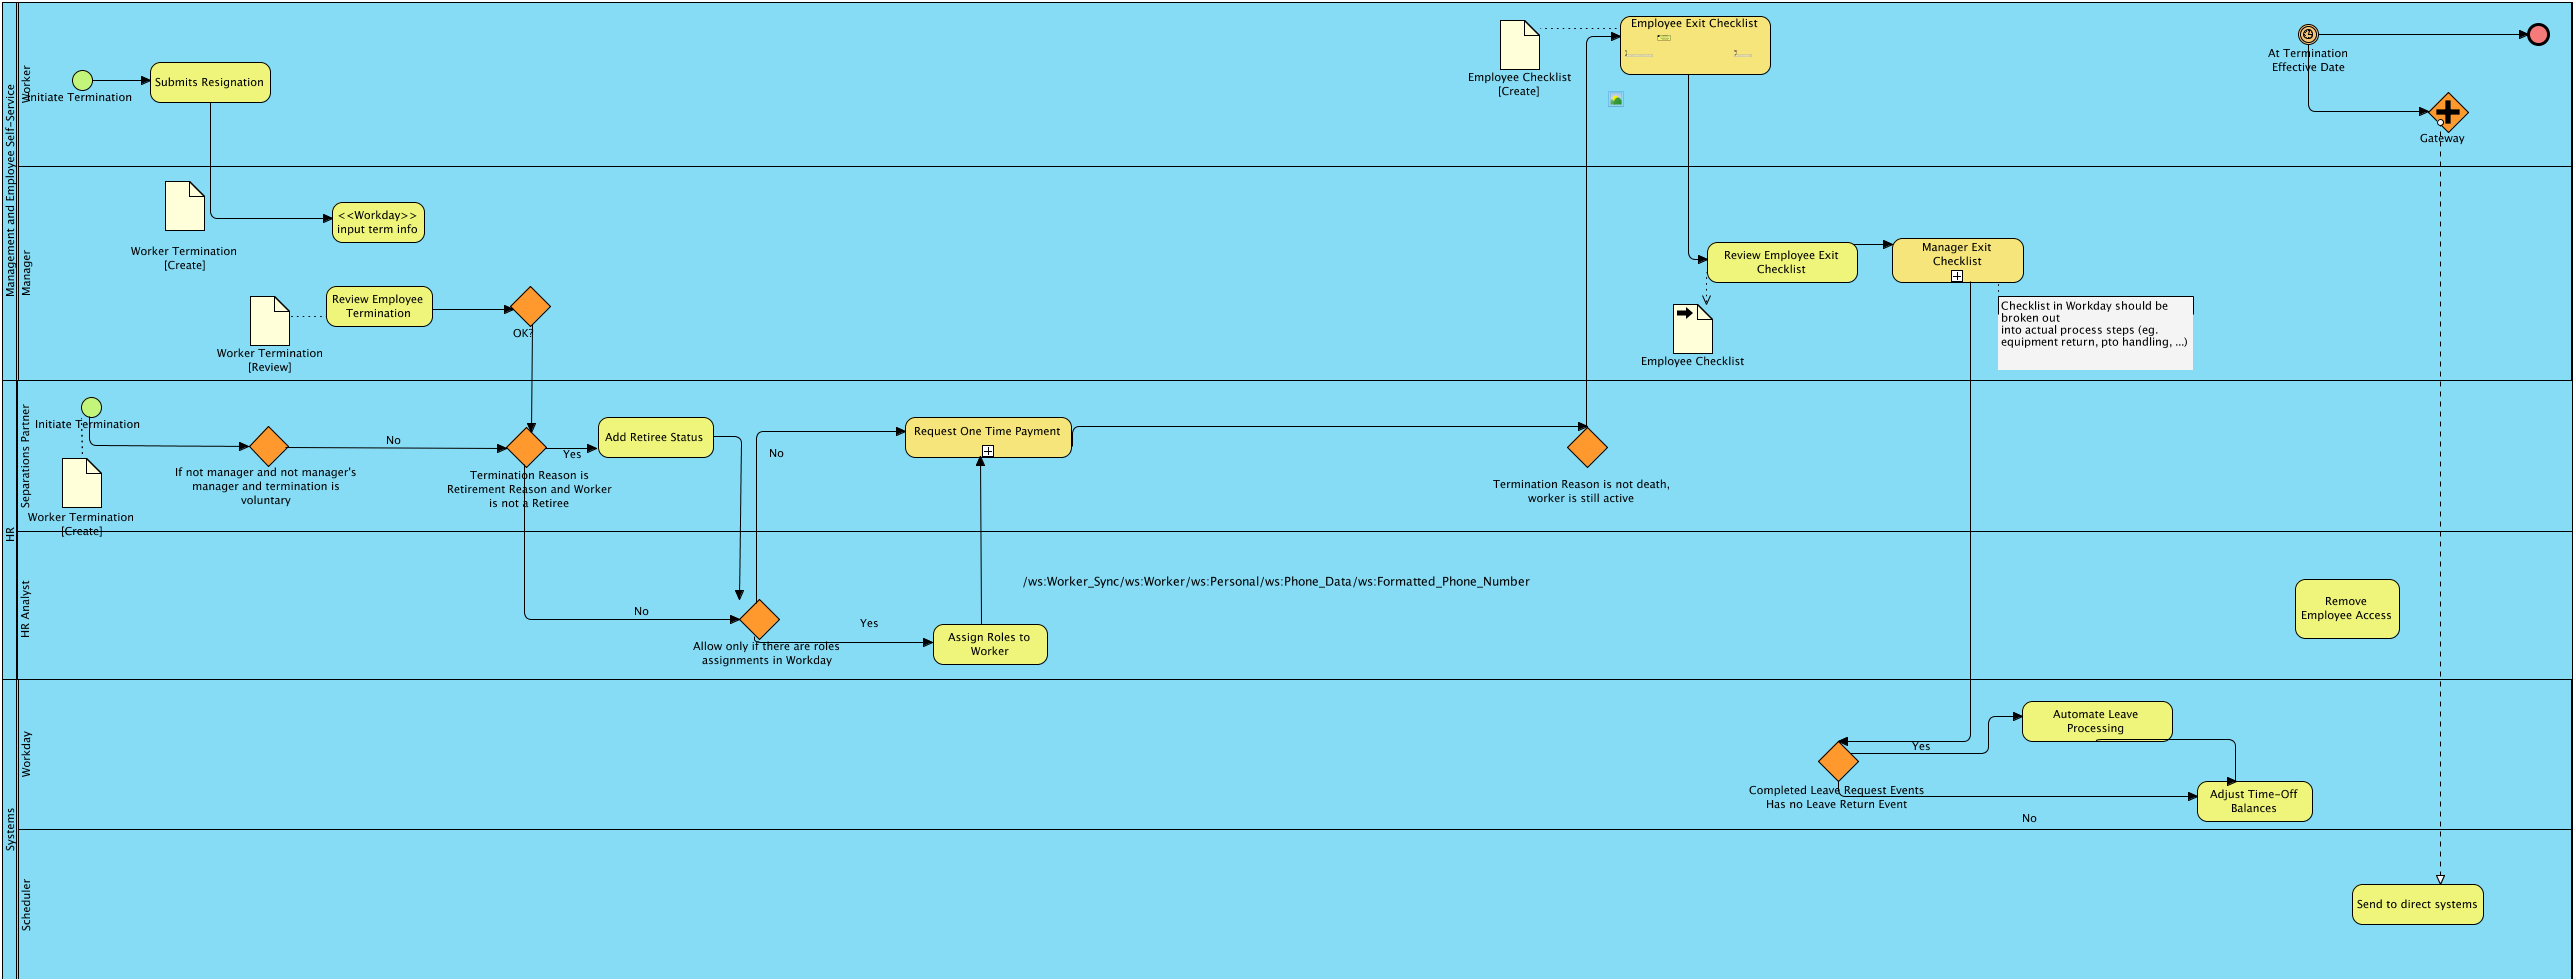 Management and Employee Self-Service
Worker
Initiate Termination
Submits Resignation
Employee Checklist
[Create]
Employee Exit Checklist
At Termination
Effective Date
Gateway
Manager
Worker Termination
[Create]
<<Workday>>
input term info
Worker Termination
[Review]
Review Employee
Termination
OK?
Review Employee Exit
Checklist
Employee Checklist
Manager Exit
Checklist
Checklist in Workday should be
broken out
into actual process steps (eg.
equipment return, pto handling, ...)
HR
Separations Partner
Initiate Termination
Worker Termination
[Create]
If not manager and not manager's
manager and termination is
voluntary
No
Termination Reason is
Retirement Reason and Worker
is not a Retiree
Yes
Add Retiree Status
No
Request One Time Payment
Termination Reason is not death,
worker is still active
HR Analyst
No
Allow only if there are roles
assignments in Workday
Yes
Assign Roles to
Worker
/ws:Worker_Sync/ws:Worker/ws:Personal/ws:Phone_Data/ws:Formatted_Phone_Number
Remove
Employee Access
Systems
Workday
Completed Leave Request Events
Has no Leave Return Event
Yes
Automate Leave
Processing
No
Adjust Time-Off
Balances
Scheduler
Send to direct systems